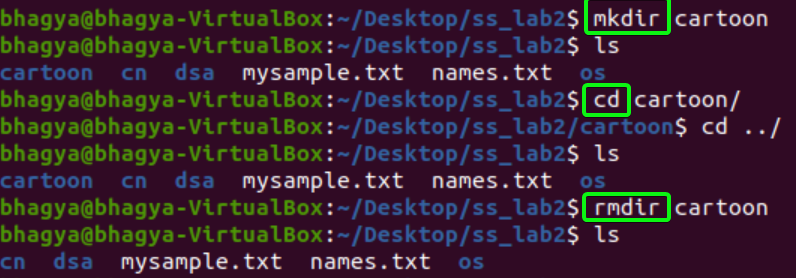 bhagya@bhagya-VirtualBox:~/Desktop/ss_lab2$ mkdir cartoon
bhagya@bhagya-VirtualBox:~/Desktop/ss_lab2$ ls
cartoon cn dsa mysample.txt names.txt os
bhagya@bhagya-VirtualBox:~/Desktop/ss_lab2$ cd cartoon/
bhagya@bhagya-VirtualBox:~/Desktop/ss_lab2/cartoon$ cd ../
bhagya@bhagya-VirtualBox:~/Desktop/ss_lab2$ ls
cartoon cn dsa mysample.txt names.txt os
bhagya@bhagya-VirtualBox:~/Desktop/ss_lab2$ rmdir cartoon
bhagya@bhagya-VirtualBox:~/Desktop/ss_lab2$ ls
cn dsa mysample.txt names.txt os